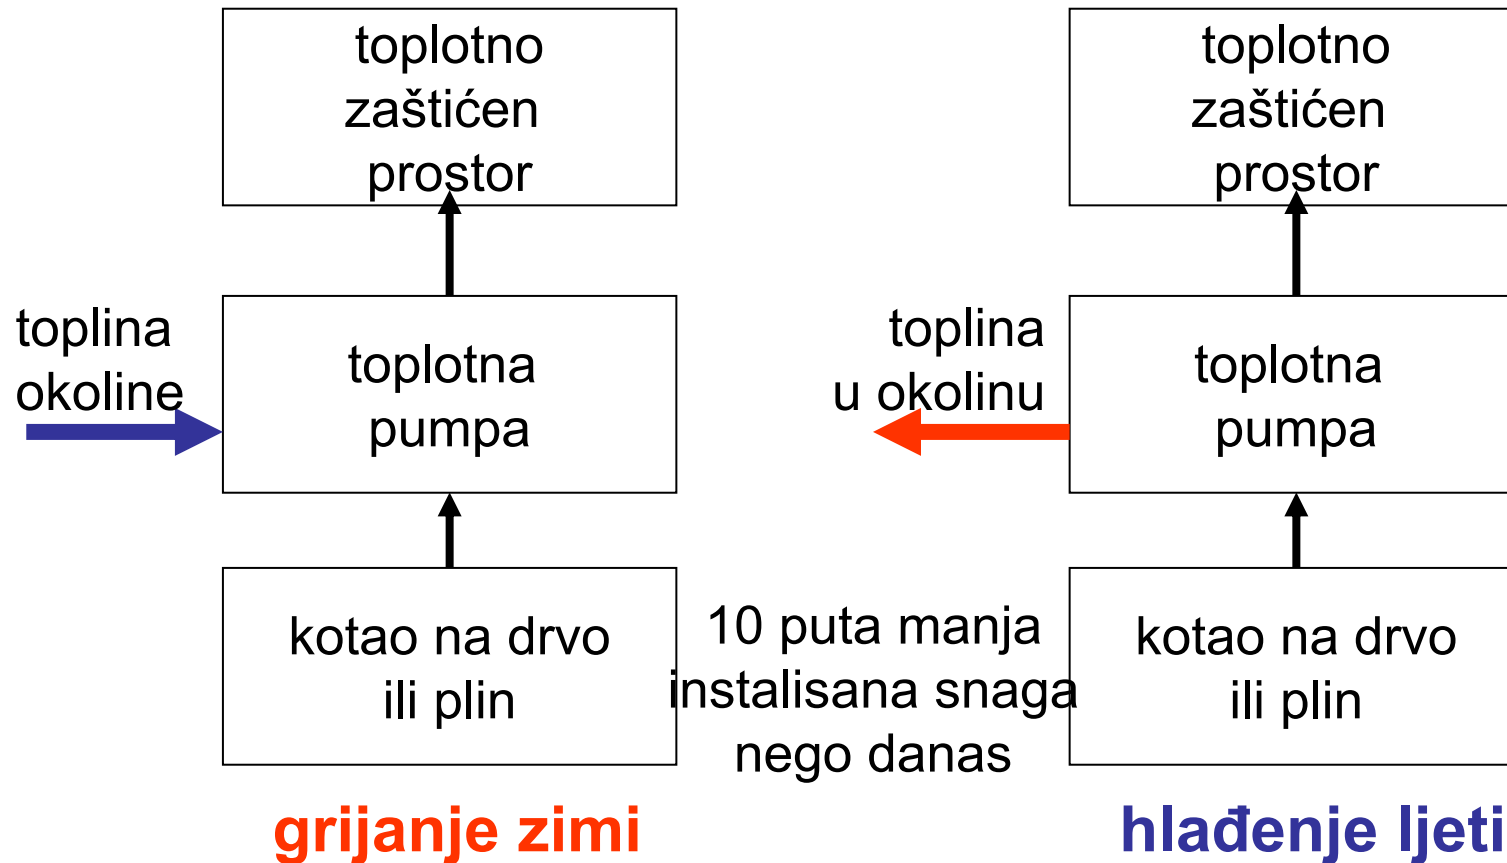 toplotno
zaštićen
prostor
toplina
okoline
toplotna
pumpa
kotao na drvo
ili plin
grijanje zimi
10 puta manja
instalisana snaga
nego danas
toplotno
zaštićen
prostor
toplina
u okolinu
toplotna
pumpa
kotao na drvo
ili plin
hlađenje ljeti